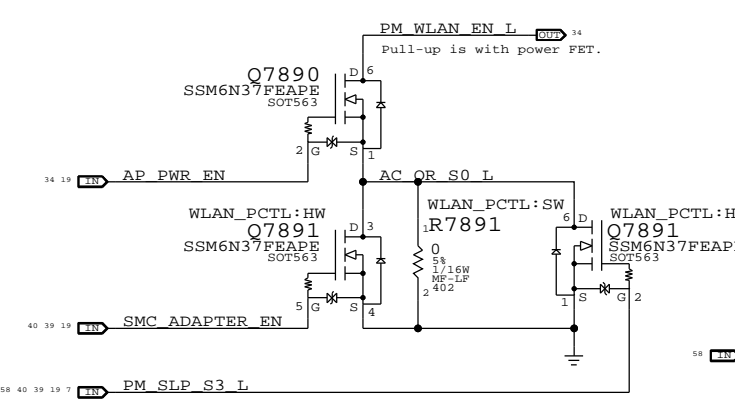 PM_WLAN_EN_L
OUT 34
Pull-up is with power FET.
Q7890
SSM6N37FEAPE
SOT563
D 6
2 G S 1
34 19 IN AP_PWR_EN
AC_OR_S0_L
WLAN_PCTL:HW
Q7891
SSM6N37FEAPE
SOT563
D 3
5 G S 4
WLAN_PCTL:SW
1 R7891
0
5%
1/16W
MF-LF
402
2
6 D
WLAN_PCTL:H
Q7891
SSM6N37FEAPE
SOT563
1 S G 2
40 39 19 IN SMC_ADAPTER_EN
58 IN
58 40 39 19 7 IN PM_SLP_S3_L